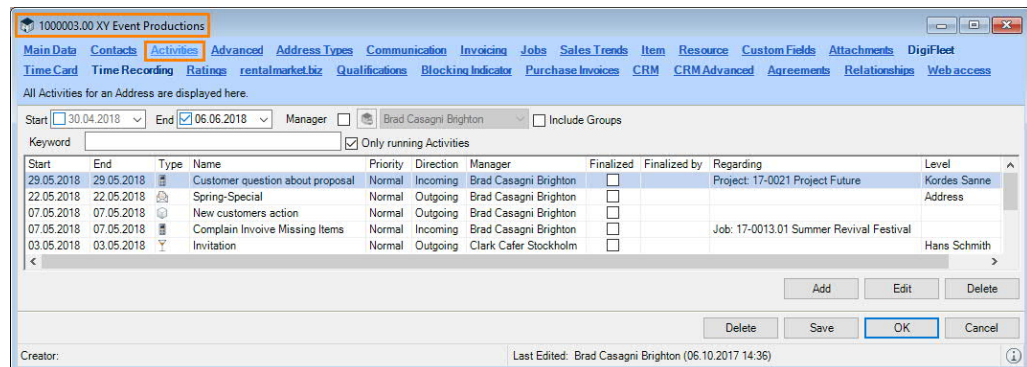 1000003.00 XY Event Productions
Main Data Contacts Activities Advanced Address Types Communication Invoicing Jobs Sales Trends Item Resource Custom Fields Attachments DigiFleet
Time Card Time Recording Ratings rentalmarket.biz Qualifications Blocking Indicator Purchase Invoices CRM CRM Advanced Agreements Relationships Web access
All Activities for an Address are displayed here.
Start 30.04.2018 End 06.06.2018 Manager Brad Casagni Brighton Include Groups
Keyword Only running Activities
Start End Type Name Priority Direction Manager Finalized Finalized by Regarding Level
29.05.2018 29.05.2018 Customer question about proposal Normal Incoming Brad Casagni Brighton Project: 17-0021 Project Future Kordes Sanne
22.05.2018 22.05.2018 Spring-Special Normal Outgoing Brad Casagni Brighton Address
07.05.2018 07.05.2018 New customers action Normal Outgoing Brad Casagni Brighton
07.05.2018 07.05.2018 Complain Invoive Missing Items Normal Incoming Brad Casagni Brighton Job: 17-0013.01 Summer Revival Festival
03.05.2018 03.05.2018 Invitation Normal Outgoing Clark Cafer Stockholm Hans Schmith
Add Edit Delete
Delete Save OK Cancel
Creator: Last Edited: Brad Casagni Brighton (06.10.2017 14:36)